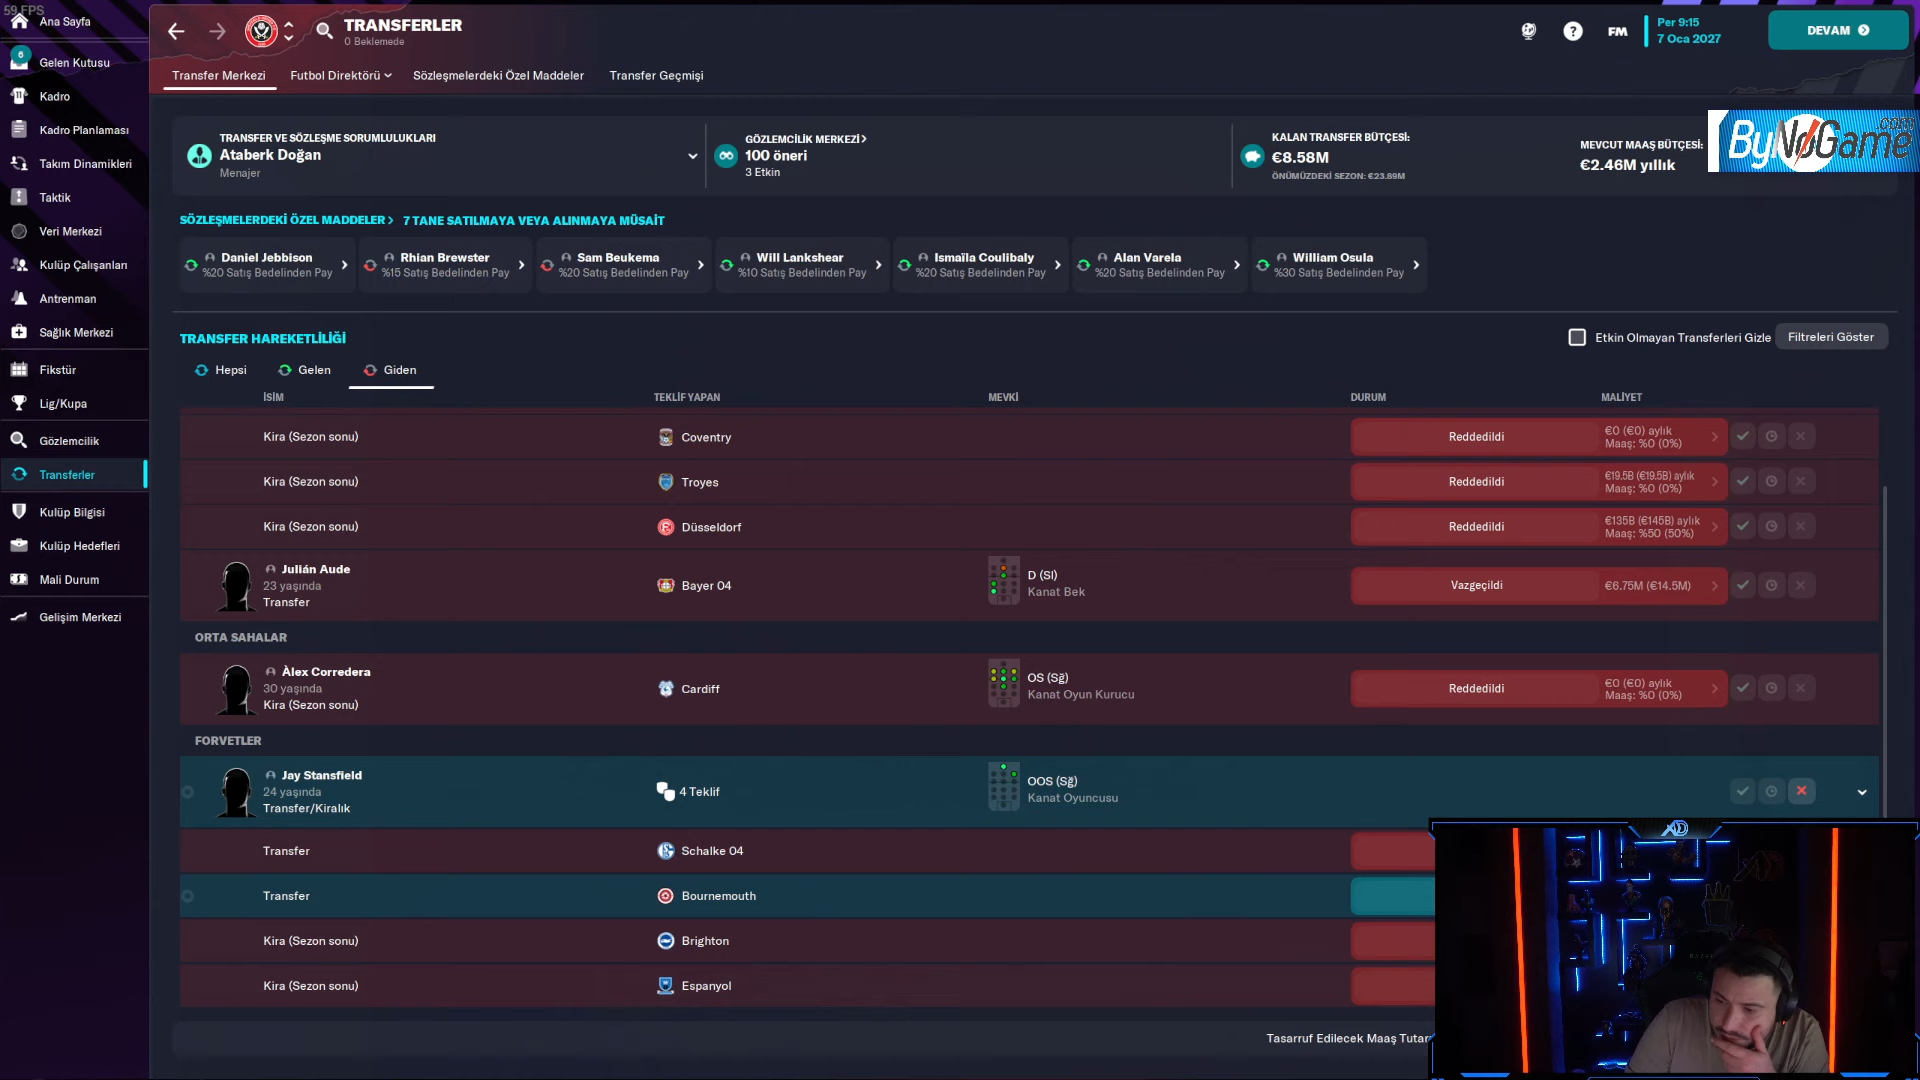 59 FPS
Ana Sayfa
6
Gelen Kutusu
Kadro
Kadro Planlaması
Takım Dinamikleri
Taktik
Veri Merkezi
Kulüp Çalışanları
Antrenman
Sağlık Merkezi
Fikstür
Lig/Kupa
Gözlemcilik
Transferler
Kulüp Bilgisi
Kulüp Hedefleri
Mali Durum
Gelişim Merkezi
TRANSFERLER
0 Beklemede
?
FM
Per 9:15
7 Oca 2027
DEVAM
Transfer Merkezi
Futbol Direktörü
Sözleşmelerdeki Özel Maddeler
Transfer Geçmişi
TRANSFER VE SÖZLEŞME SORUMLULUKLARI
Ataberk Doğan
Menajer
GÖZLEMCİLİK MERKEZİ
100 öneri
3 Etkin
KALAN TRANSFER BÜTÇESİ:
€8.58M
ÖNÜMÜZDEKİ SEZON: €23.89M
MEVCUT MAAŞ BÜTÇESİ:
€2.46M yıllık
ByNoGame.com
SÖZLEŞMELERDEKİ ÖZEL MADDELER 7 TANE SATILMAYA VEYA ALINMAYA MÜSAİT
Daniel Jebbison
%20 Satış Bedelinden Pay
Rhian Brewster
%15 Satış Bedelinden Pay
Sam Beukema
%20 Satış Bedelinden Pay
Will Lankshear
%10 Satış Bedelinden Pay
Ismaïla Coulibaly
%20 Satış Bedelinden Pay
Alan Varela
%20 Satış Bedelinden Pay
William Osula
%30 Satış Bedelinden Pay
TRANSFER HAREKETLİLİĞİ
Etkin Olmayan Transferleri Gizle
Filtreleri Göster
Hepsi
Gelen
Giden
İSİM TEKLİF YAPAN MEVKİ DURUM MALİYET
Kira (Sezon sonu) Coventry Reddedildi €0 (€0) aylık
Maaş: %0 (0%)
Kira (Sezon sonu) Troyes Reddedildi €19.5B (€19.5B) aylık
Maaş: %0 (0%)
Kira (Sezon sonu) Düsseldorf Reddedildi €135B (€145B) aylık
Maaş: %50 (50%)
Julián Aude
23 yaşında
Transfer
Bayer 04
D (Sl)
Kanat Bek
Vazgeçildi
€6.75M (€14.5M)
ORTA SAHALAR
Àlex Corredera
30 yaşında
Kira (Sezon sonu)
Cardiff
OS (Sğ)
Kanat Oyun Kurucu
Reddedildi
€0 (€0) aylık
Maaş: %0 (0%)
FORVETLER
Jay Stansfield
24 yaşında
Transfer/Kiralık
4 Teklif
OOS (Sğ)
Kanat Oyuncusu
Transfer Schalke 04
Transfer Bournemouth
Kira (Sezon sonu) Brighton
Kira (Sezon sonu) Espanyol
Tasarruf Edilecek Maaş Tutarı
AD